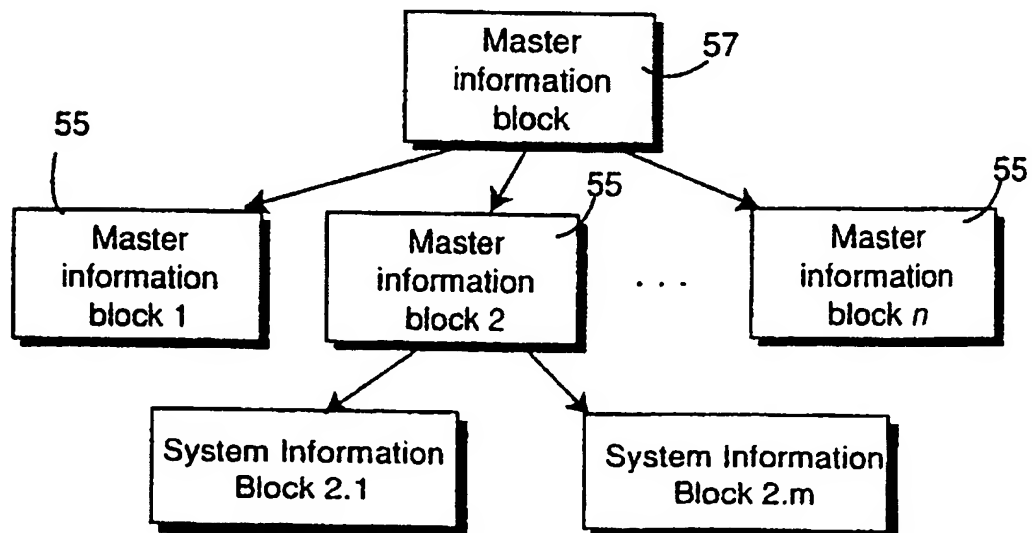 Master
information
block
57
55
Master
information
block 1
55
Master
information
block 2
. . .
55
Master
information
block n
System Information
Block 2.1
System Information
Block 2.m